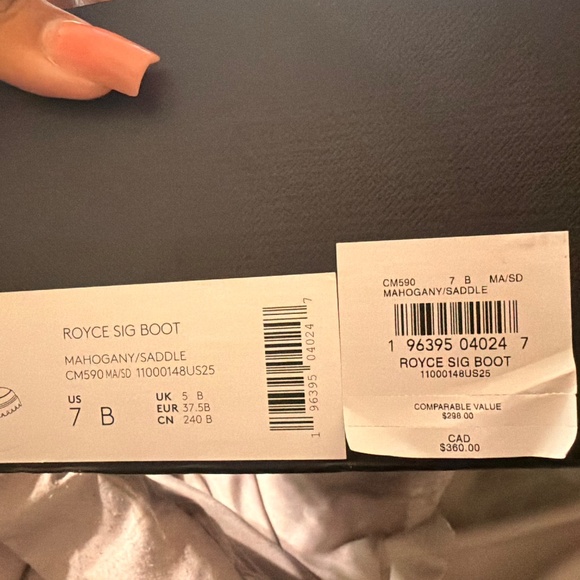 ROYCE SIG BOOT
MAHOGANY/SADDLE
CM590 MA/SD 11000148US25
US
7 B
UK 5 B
EUR 37.5B
CN 240 B
1 96395 04024 7
CM590 7 B MA/SD
MAHOGANY/SADDLE
1 96395 04024 7
ROYCE SIG BOOT
11000148US25
COMPARABLE VALUE
$298.00
CAD
$360.00